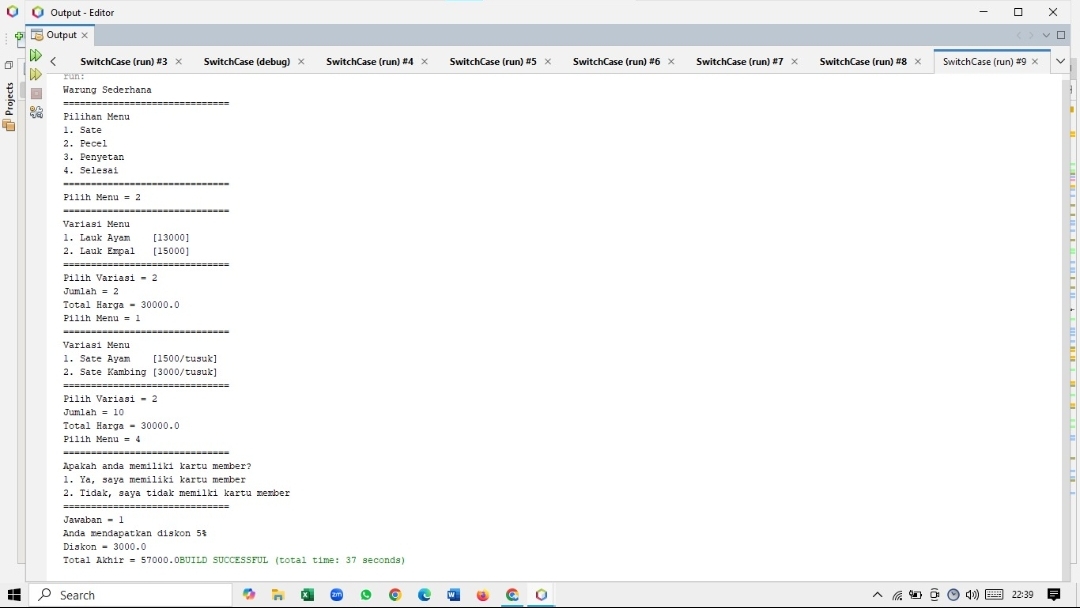 Output - Editor
Output
SwitchCase (run) #3
SwitchCase (debug)
SwitchCase (run) #4
SwitchCase (run) #5
SwitchCase (run) #6
SwitchCase (run) #7
SwitchCase (run) #8
SwitchCase (run) #9
Projects
run:
Warung Sederhana
==============================
Pilihan Menu
1. Sate
2. Pecel
3. Penyetan
4. Selesai
==============================
Pilih Menu = 2
==============================
Variasi Menu
1. Lauk Ayam    [13000]
2. Lauk Empal   [15000]
==============================
Pilih Variasi = 2
Jumlah = 2
Total Harga = 30000.0
Pilih Menu = 1
==============================
Variasi Menu
1. Sate Ayam    [1500/tusuk]
2. Sate Kambing [3000/tusuk]
==============================
Pilih Variasi = 2
Jumlah = 10
Total Harga = 30000.0
Pilih Menu = 4
==============================
Apakah anda memiliki kartu member?
1. Ya, saya memiliki kartu member
2. Tidak, saya tidak memilki kartu member
==============================
Jawaban = 1
Anda mendapatkan diskon 5%
Diskon = 3000.0
Total Akhir = 57000.0BUILD SUCCESSFUL (total time: 37 seconds)
Search
zm
22:39